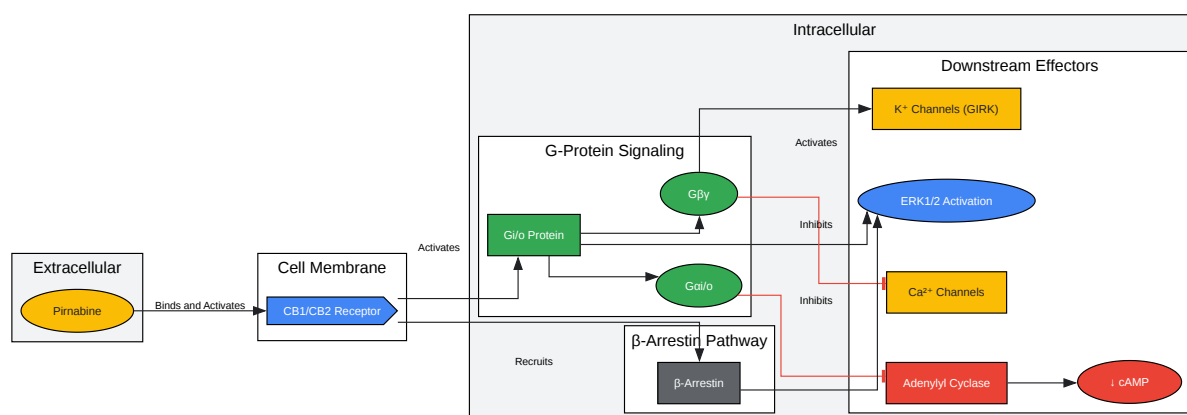 Intracellular
Downstream Effectors
K⁺ Channels (GIRK)
Activates
G-Protein Signaling
Gβγ
ERK1/2 Activation
Inhibits
Gi/o Protein
Activates
Extracellular
Cell Membrane
Gαi/o
Ca²⁺ Channels
Inhibits
Pirnabine
Binds and Activates
CB1/CB2 Receptor
β-Arrestin Pathway
Recruits
β-Arrestin
Adenylyl Cyclase
↓ cAMP